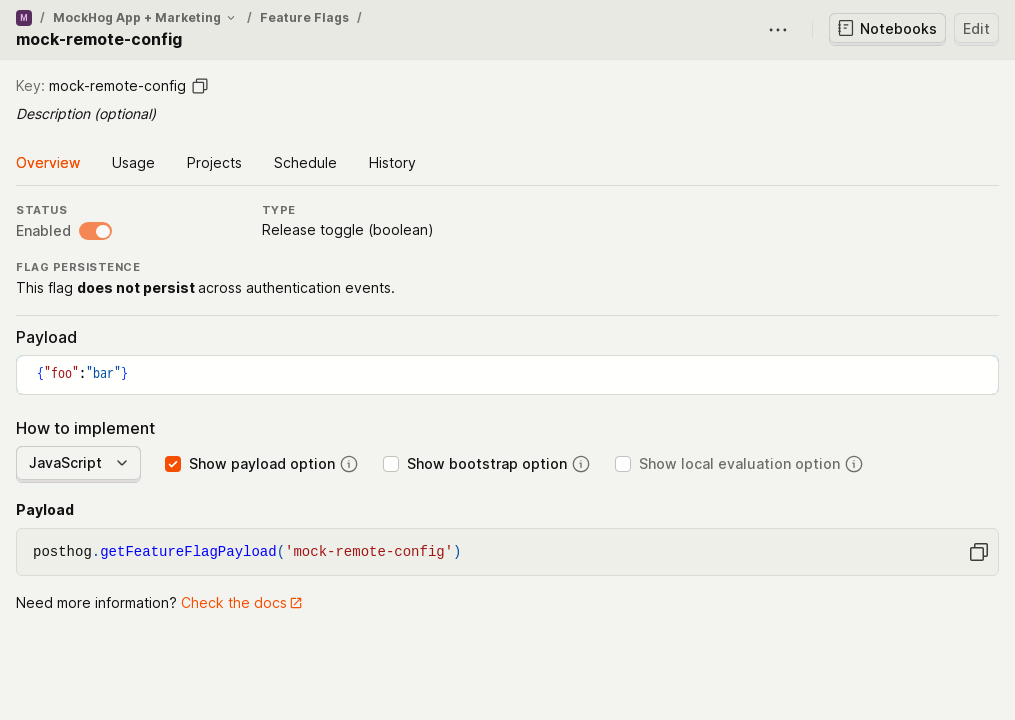 M / MockHog App + Marketing / Feature Flags /
mock-remote-config
Notebooks
Edit
Key: mock-remote-config
Description (optional)
Overview Usage Projects Schedule History
STATUS
Enabled
TYPE
Release toggle (boolean)
FLAG PERSISTENCE
This flag does not persist across authentication events.
Payload
{"foo":"bar"}
How to implement
JavaScript
Show payload option
Show bootstrap option
Show local evaluation option
Payload
posthog.getFeatureFlagPayload('mock-remote-config')
Need more information? Check the docs